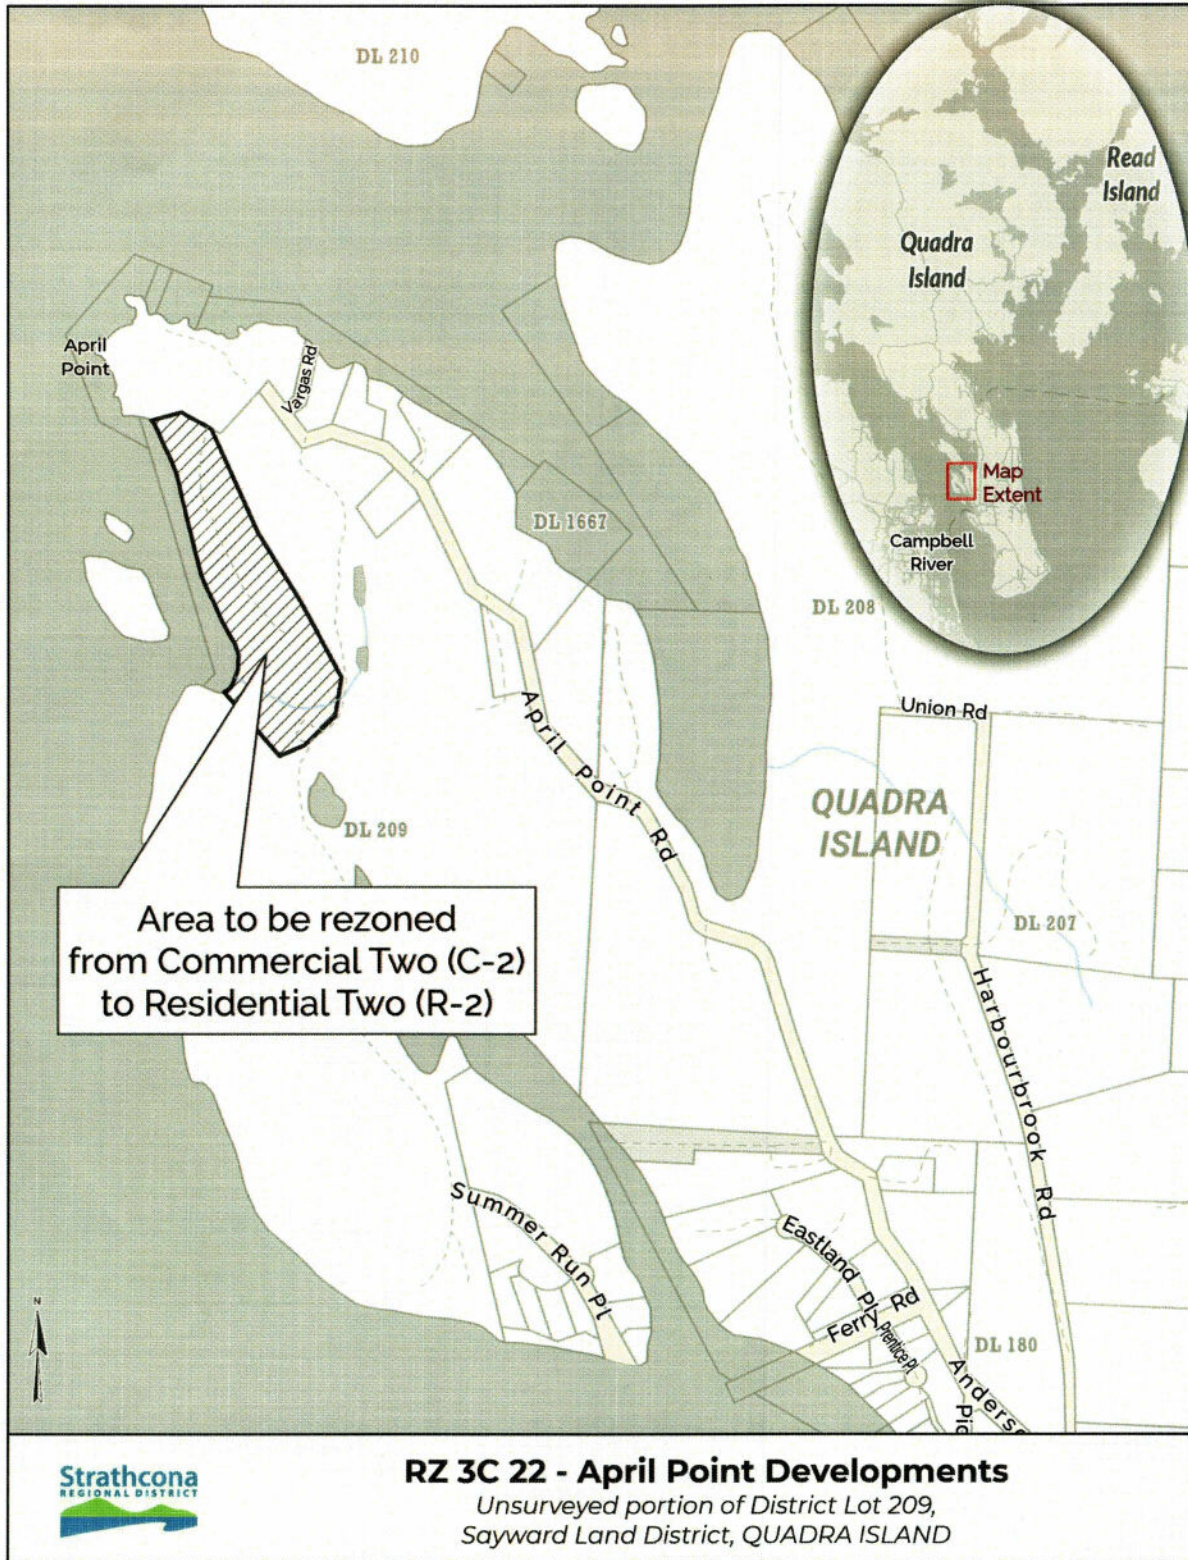 DL 210
Read
Island
Quadra
Island
April
Point
Vargas Rd
Map
Extent
DL 1667
Campbell
River
DL 208
Union Rd
April Point Rd
QUADRA
ISLAND
DL 209
Area to be rezoned
from Commercial Two (C-2)
to Residential Two (R-2)
DL 207
Harbourbrook Rd
Summer Run Pl
Eastland Pl
Ferry Rd
Prentice Pl
DL 180
Anderso
Pid
N
Strathcona
REGIONAL DISTRICT
RZ 3C 22 - April Point Developments
Unsurveyed portion of District Lot 209,
Sayward Land District, QUADRA ISLAND